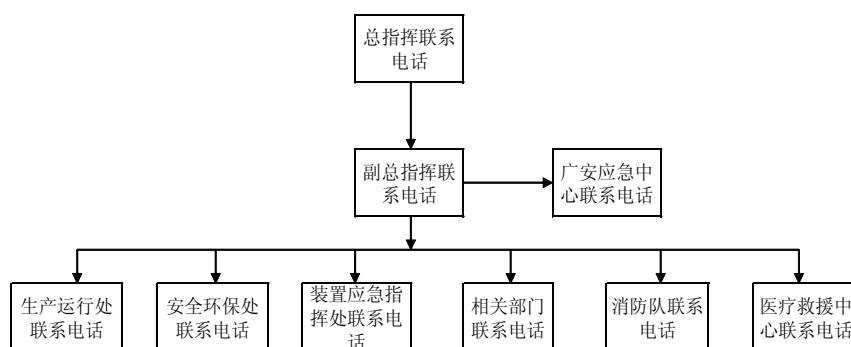 总指挥联系
电话
副总指挥联
系电话
广安应急中
心联系电话
生产运行处
联系电话
安全环保处
联系电话
装置应急指
挥处联系电
话
相关部门
联系电话
消防队联系
电话
医疗救援中
心联系电话